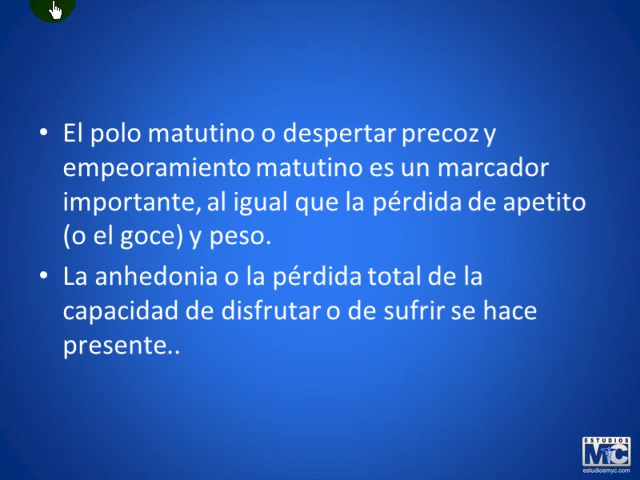 • El polo matutino o despertar precoz y
empeoramiento matutino es un marcador
importante, al igual que la pérdida de apetito
(o el goce) y peso.
• La anhedonia o la pérdida total de la
capacidad de disfrutar o de sufrir se hace
presente..
ESTUDIOS
MyC
estudiosmyc.com